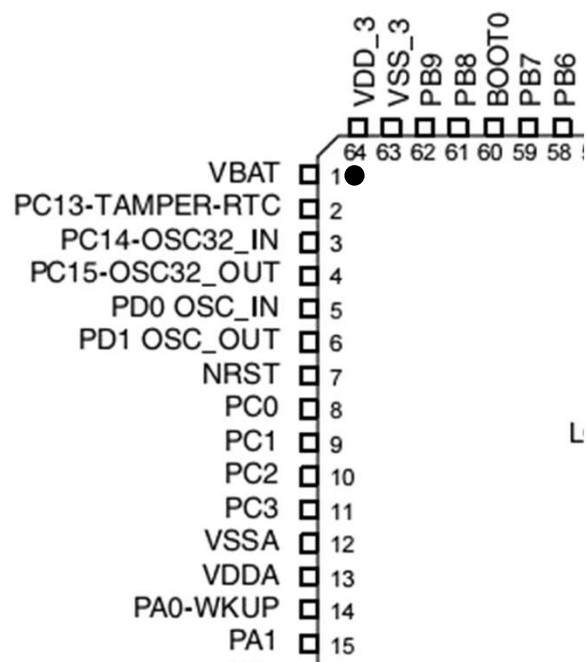 VDD_3
VSS_3
PB9
PB8
BOOT0
PB7
PB6
64 63 62 61 60 59 58
VBAT 1
PC13-TAMPER-RTC 2
PC14-OSC32_IN 3
PC15-OSC32_OUT 4
PD0 OSC_IN 5
PD1 OSC_OUT 6
NRST 7
PC0 8
PC1 9
PC2 10
PC3 11
VSSA 12
VDDA 13
PA0-WKUP 14
PA1 15